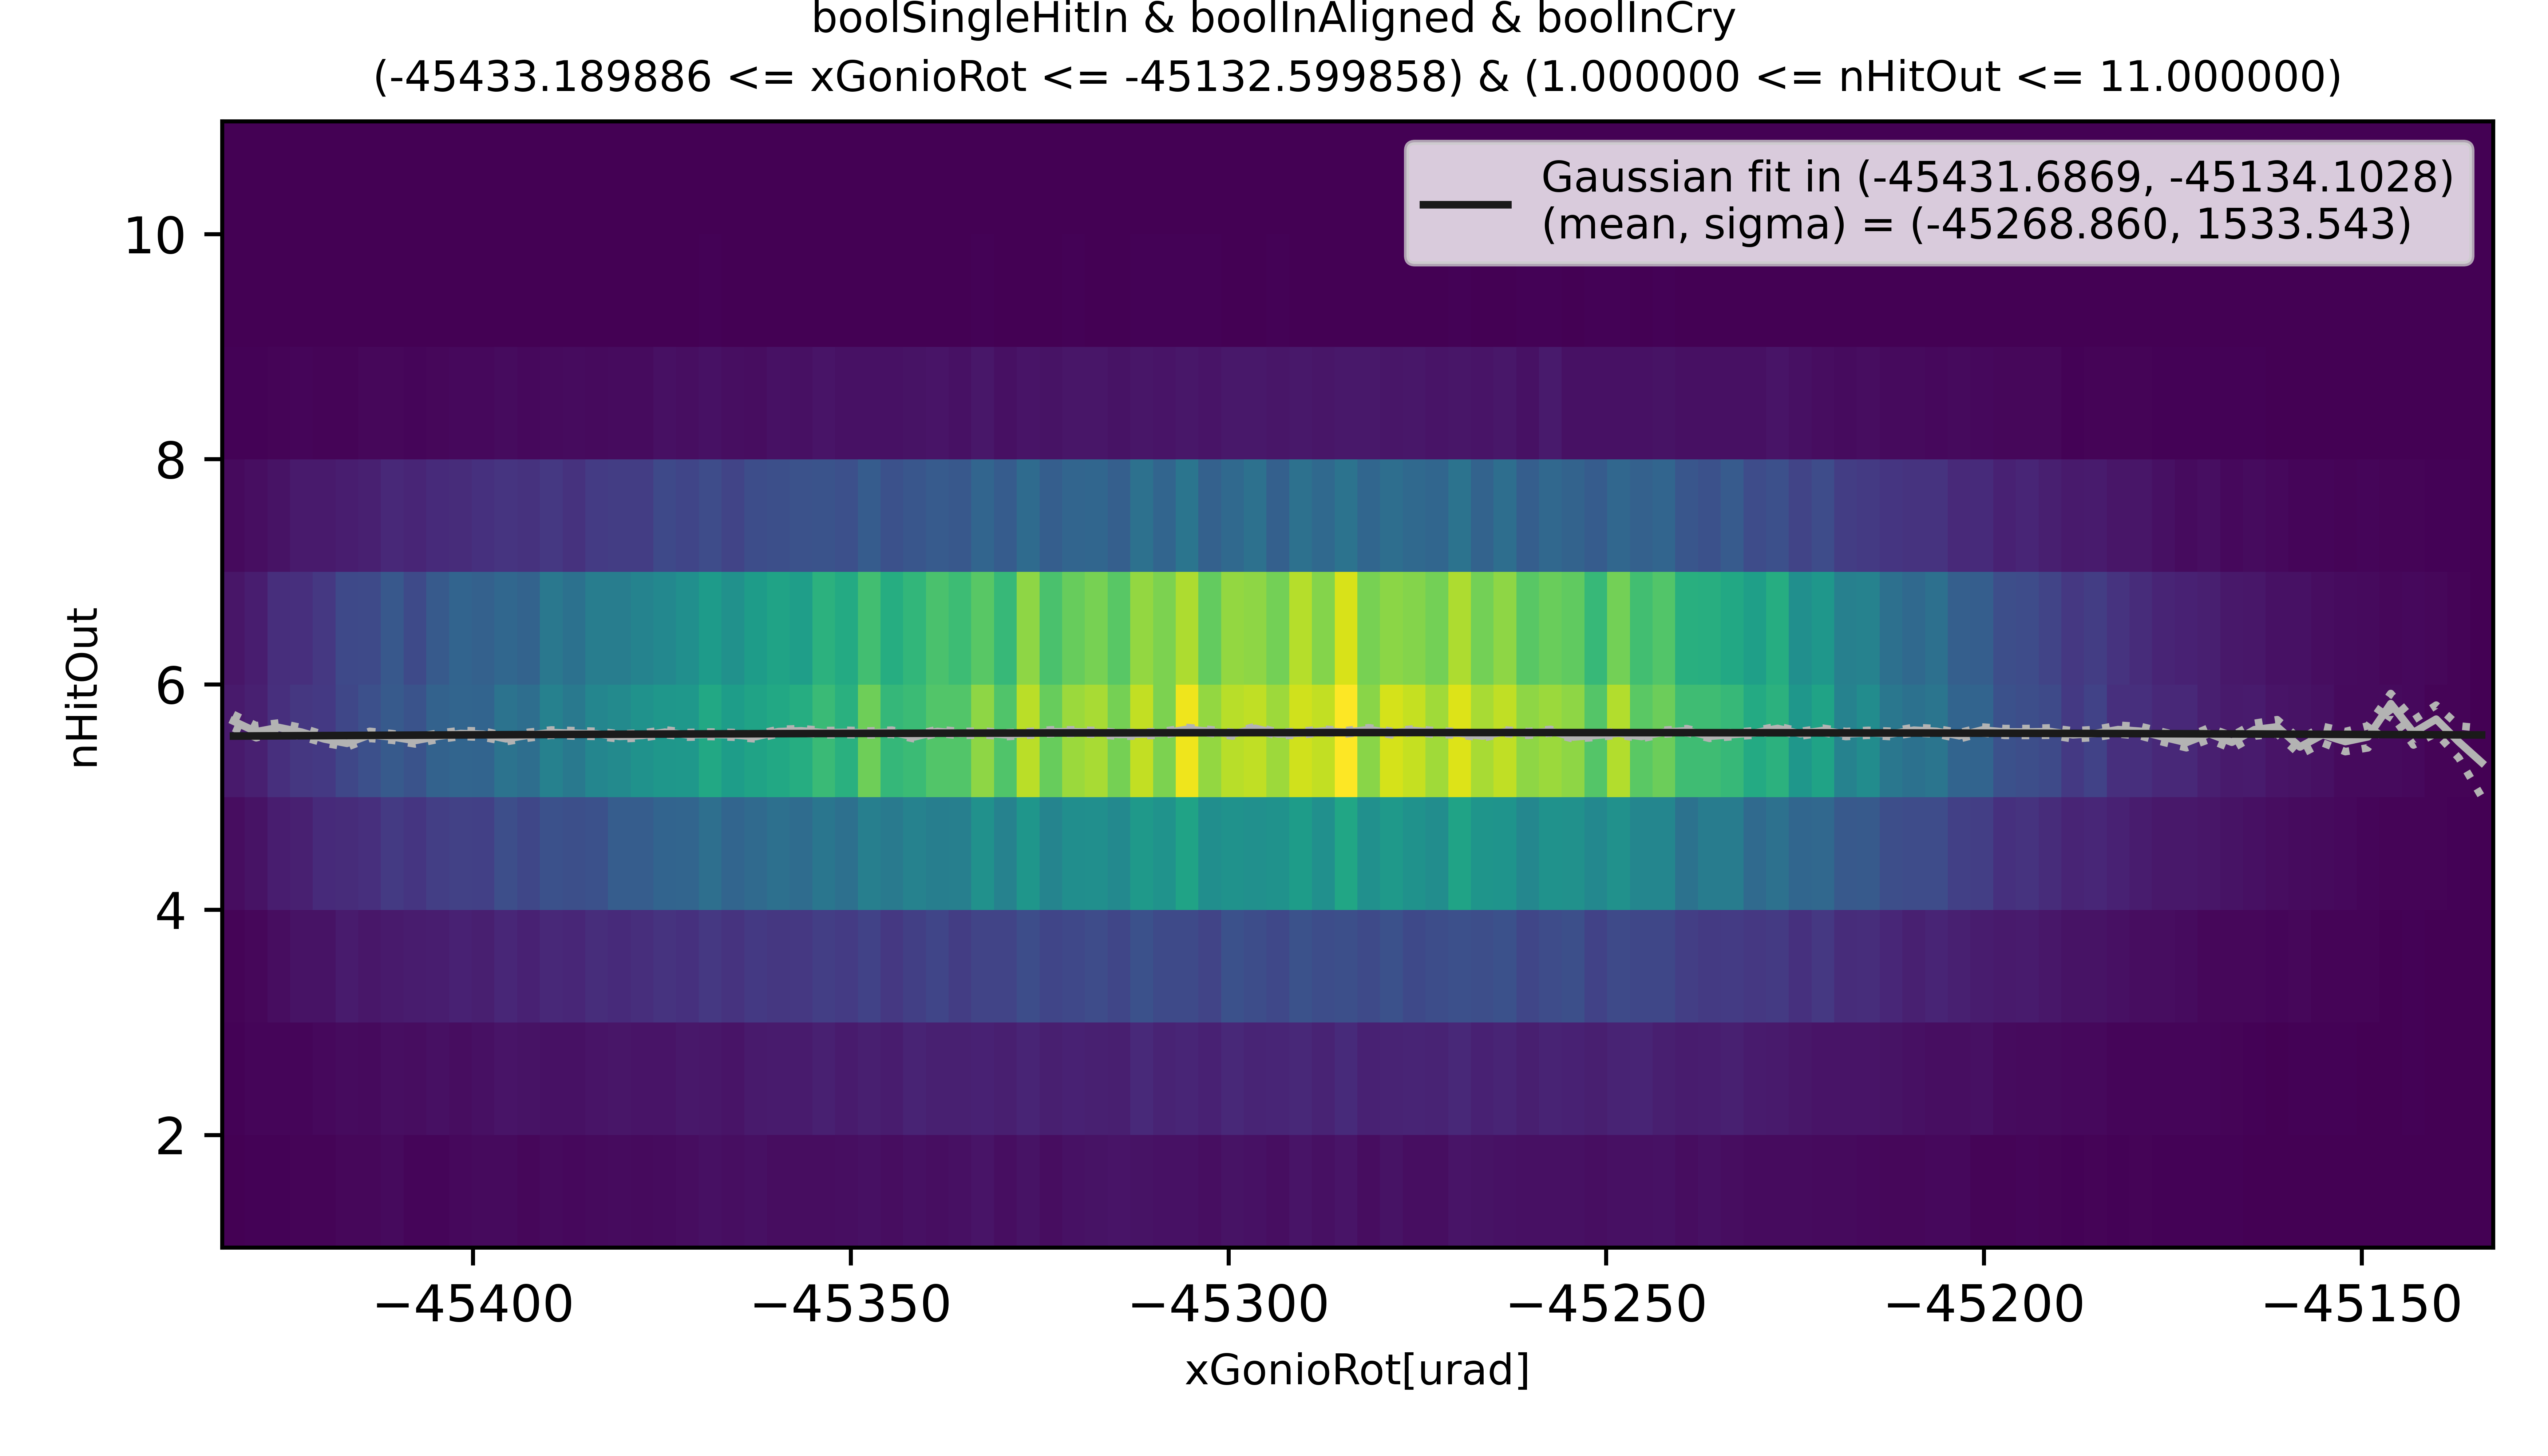 boolSingleHitIn & boolInAligned & boolInCry
(-45433.189886 <= xGonioRot <= -45132.599858) & (1.000000 <= nHitOut <= 11.000000)
Gaussian fit in (-45431.6869, -45134.1028)
(mean, sigma) = (-45268.860, 1533.543)
10
8
6
4
2
nHitOut
−45400 −45350 −45300 −45250 −45200 −45150
xGonioRot[urad]